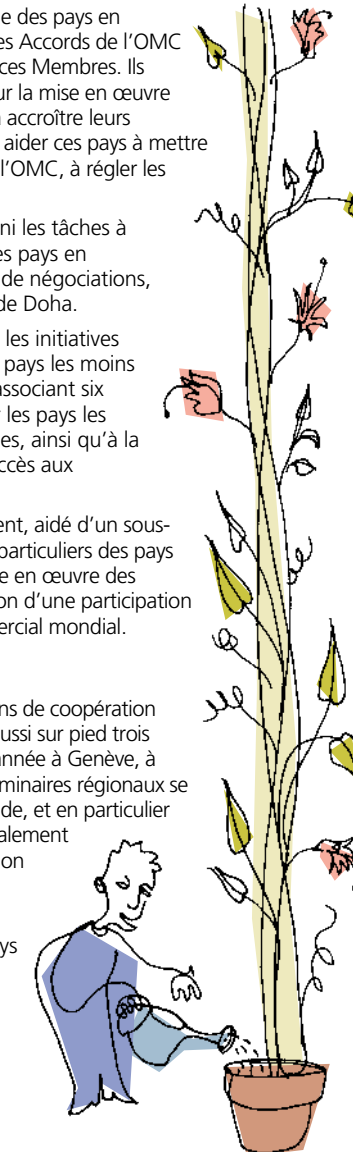 e des pays en
es Accords de l'OMC
ces Membres. Ils
ur la mise en œuvre
accroître leurs
aider ces pays à mettre
l'OMC, à régler les
ni les tâches à
es pays en
de négociations,
de Doha.
les initiatives
pays les moins
associant six
les pays les
es, ainsi qu'à la
ccès aux
ent, aidé d'un sous-
particuliers des pays
e en œuvre des
on d'une participation
ercial mondial.
ns de coopération
ussi sur pied trois
année à Genève, à
minaires régionaux se
de, et en particulier
alement
on
ys